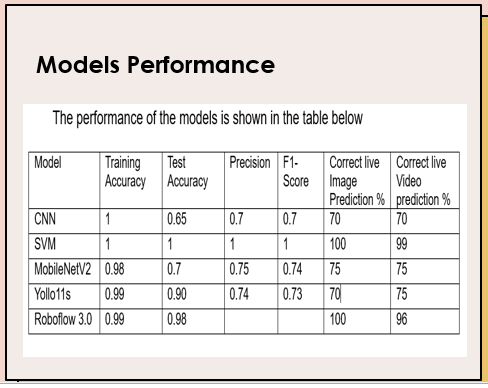 Models Performance
The performance of the models is shown in the table below
Model Training Accuracy Test Accuracy Precision F1-Score Correct live Image Prediction % Correct live Video prediction %
CNN 1 0.65 0.7 0.7 70 70
SVM 1 1 1 1 100 99
MobileNetV2 0.98 0.7 0.75 0.74 75 75
Yollo11s 0.99 0.90 0.74 0.73 70 75
Roboflow 3.0 0.99 0.98 100 96